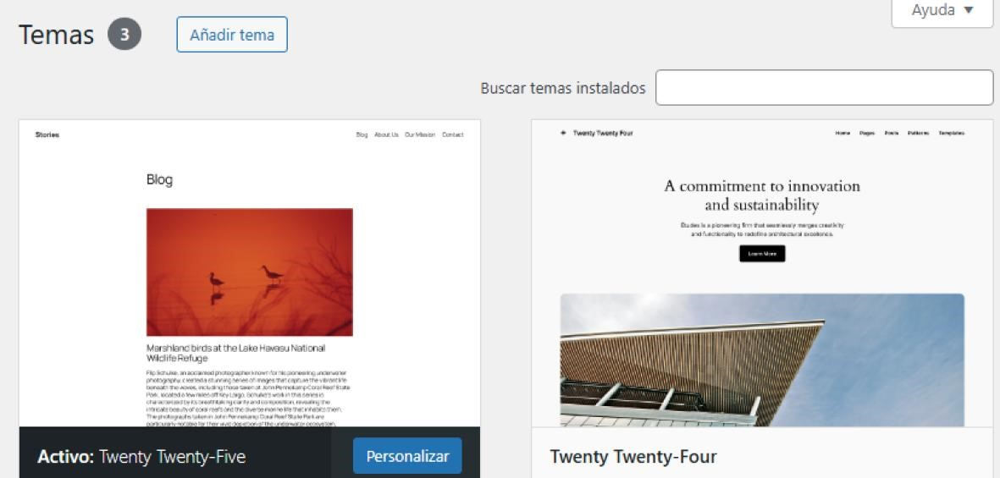 Ayuda
Temas 3 Añadir tema
Buscar temas instalados
Stories
Blog About Us Our Mission Contact
Blog
Marshland birds at the Lake Havasu National
Wildlife Refuge
Flip Schulke, an acclaimed photographer known for his pioneering underwater
photography, created a stunning series of images that capture the vibrant life
beneath the waves, including those taken at John Pennekamp Coral Reef State
Park, located a few miles off Key Largo. Schulke's work in this series is
characterized by its breathtaking clarity and composition, revealing the
intricate beauty of coral reefs and the diverse marine life that inhabits them.
The photographs taken in John Pennekamp Coral Reef State Park are
particularly notable for their vivid depiction of the underwater ecosystem,
Activo: Twenty Twenty-Five
Personalizar
Twenty Twenty Four
Home Pages Posts Patterns Templates
A commitment to innovation
and sustainability
Études is a pioneering firm that seamlessly merges creativity
and functionality to redefine architectural excellence.
Learn More
Twenty Twenty-Four